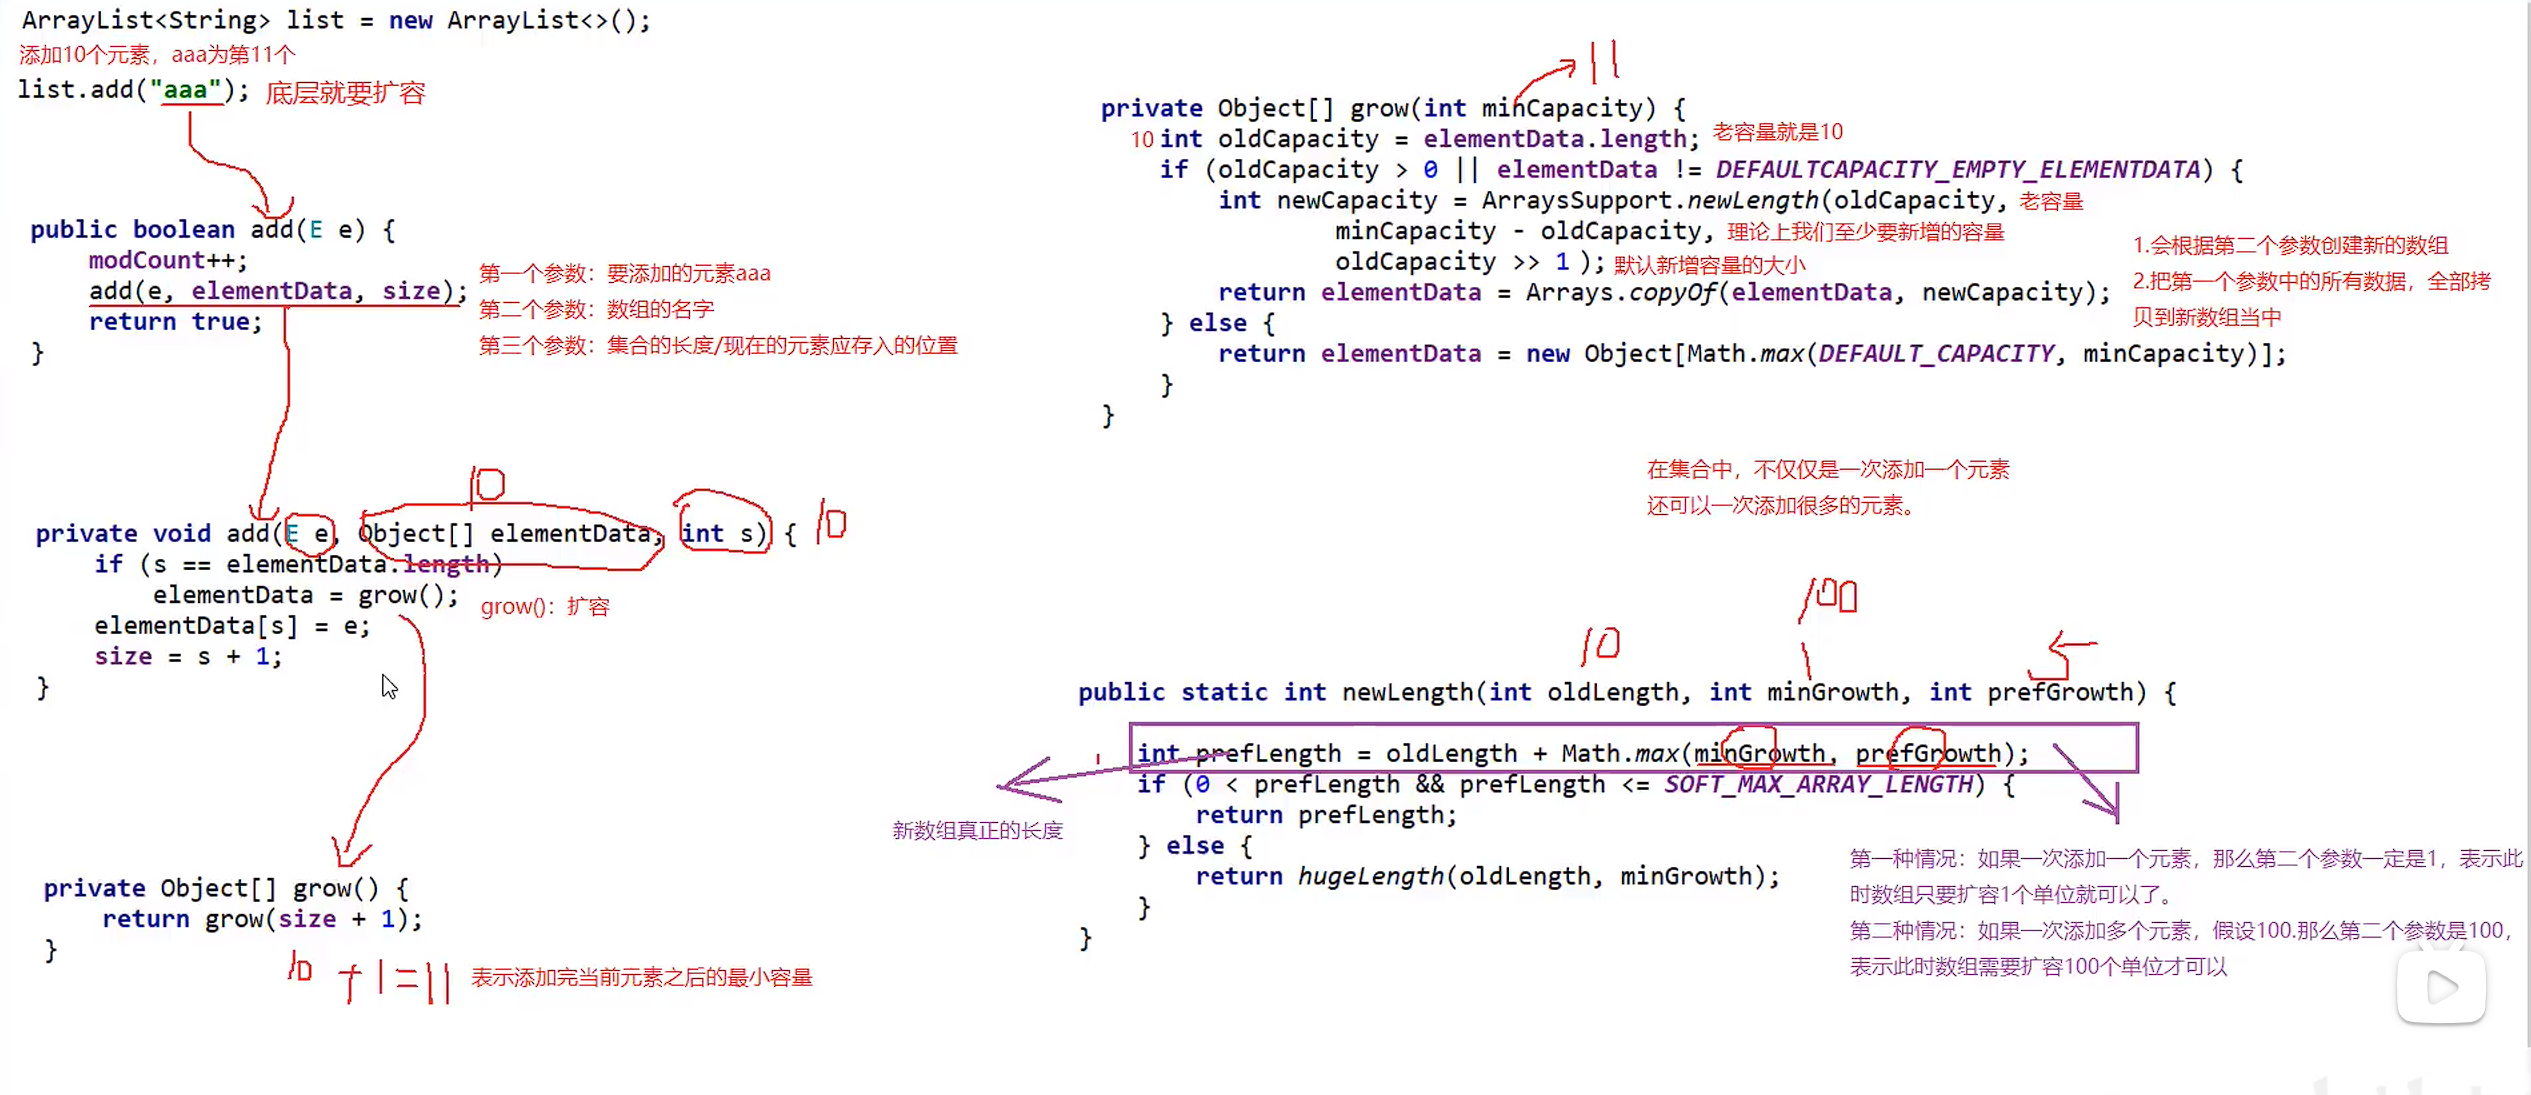 ArrayList<String> list = new ArrayList<>();
添加10个元素，aaa为第11个
list.add("aaa"); 底层就要扩容
public boolean add(E e) {
modCount++;
add(e, elementData, size);
return true;
}
第一个参数：要添加的元素aaa
第二个参数：数组的名字
第三个参数：集合的长度/现在的元素应存入的位置
10
private void add(E e, Object[] elementData, int s) { 10
if (s == elementData.length)
elementData = grow(); grow()：扩容
elementData[s] = e;
size = s + 1;
}
private Object[] grow() {
return grow(size + 1);
}
10 + 1 = 11 表示添加完当前元素之后的最小容量
11
private Object[] grow(int minCapacity) {
10 int oldCapacity = elementData.length; 老容量就是10
if (oldCapacity > 0 || elementData != DEFAULTCAPACITY_EMPTY_ELEMENTDATA) {
int newCapacity = ArraysSupport.newLength(oldCapacity, 老容量
minCapacity - oldCapacity, 理论上我们至少要新增的容量
oldCapacity >> 1 ); 默认新增容量的大小
return elementData = Arrays.copyOf(elementData, newCapacity);
} else {
return elementData = new Object[Math.max(DEFAULT_CAPACITY, minCapacity)];
}
}
1.会根据第二个参数创建新的数组
2.把第一个参数中的所有数据，全部拷
贝到新数组当中
在集合中，不仅仅是一次添加一个元素
还可以一次添加很多的元素。
100
10
1
5
public static int newLength(int oldLength, int minGrowth, int prefGrowth) {
int prefLength = oldLength + Math.max(minGrowth, prefGrowth);
if (0 < prefLength && prefLength <= SOFT_MAX_ARRAY_LENGTH) {
return prefLength;
} else {
return hugeLength(oldLength, minGrowth);
}
}
新数组真正的长度
第一种情况：如果一次添加一个元素，那么第二个参数一定是1，表示此
时数组只要扩容1个单位就可以了。
第二种情况：如果一次添加多个元素，假设100.那么第二个参数是100，
表示此时数组需要扩容100个单位才可以